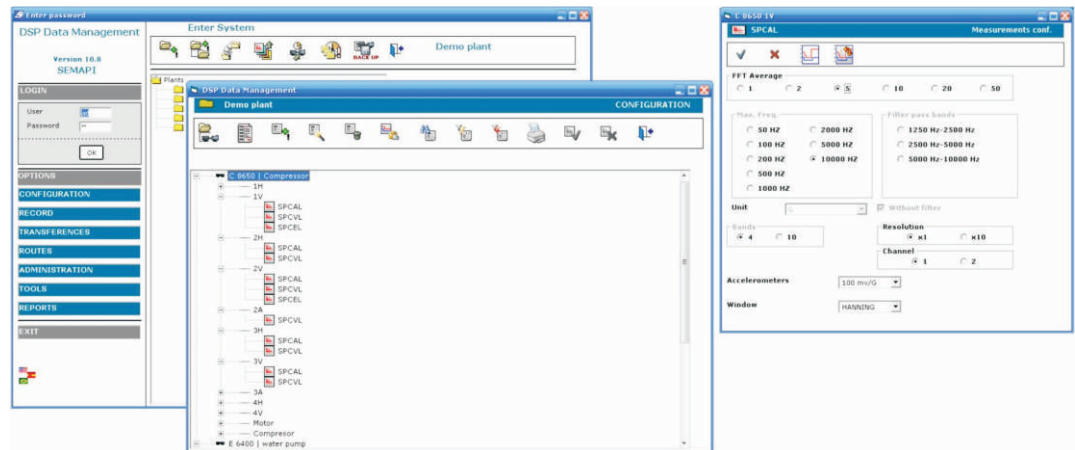 Enter password
DSP Data Management
Version 10.8
SEMAPI
LOGIN
User
Password
OK
OPTIONS
CONFIGURATION
RECORD
TRANSFERENCES
ROUTES
ADMINISTRATION
TOOLS
REPORTS
EXIT
Enter System
BACK UP
Demo plant
Plants
DSP Data Management
Demo plant
CONFIGURATION
C 8650 | Compressor
1H
1V
SPCAL
SPCVL
SPCEL
2H
SPCAL
SPCVL
2V
SPCAL
SPCVL
SPCEL
2A
SPCVL
3H
SPCAL
SPCVL
3V
SPCAL
SPCVL
3A
4H
4V
Motor
Compresor
E 6400 | water pump
C 8650 1V
SPCAL
Measurements conf.
FFT Average
1 2 5 10 20 50
Max. Freq.
50 HZ
100 HZ
200 HZ
500 HZ
1000 HZ
2000 HZ
5000 HZ
10000 HZ
Filter pass bands
1250 Hz-2500 Hz
2500 Hz-5000 Hz
5000 Hz-10000 Hz
Unit
Without filter
Bands
4 10
Resolution
x1 x10
Channel
1 2
Accelerometers
100 mv/G
Window
HANNING